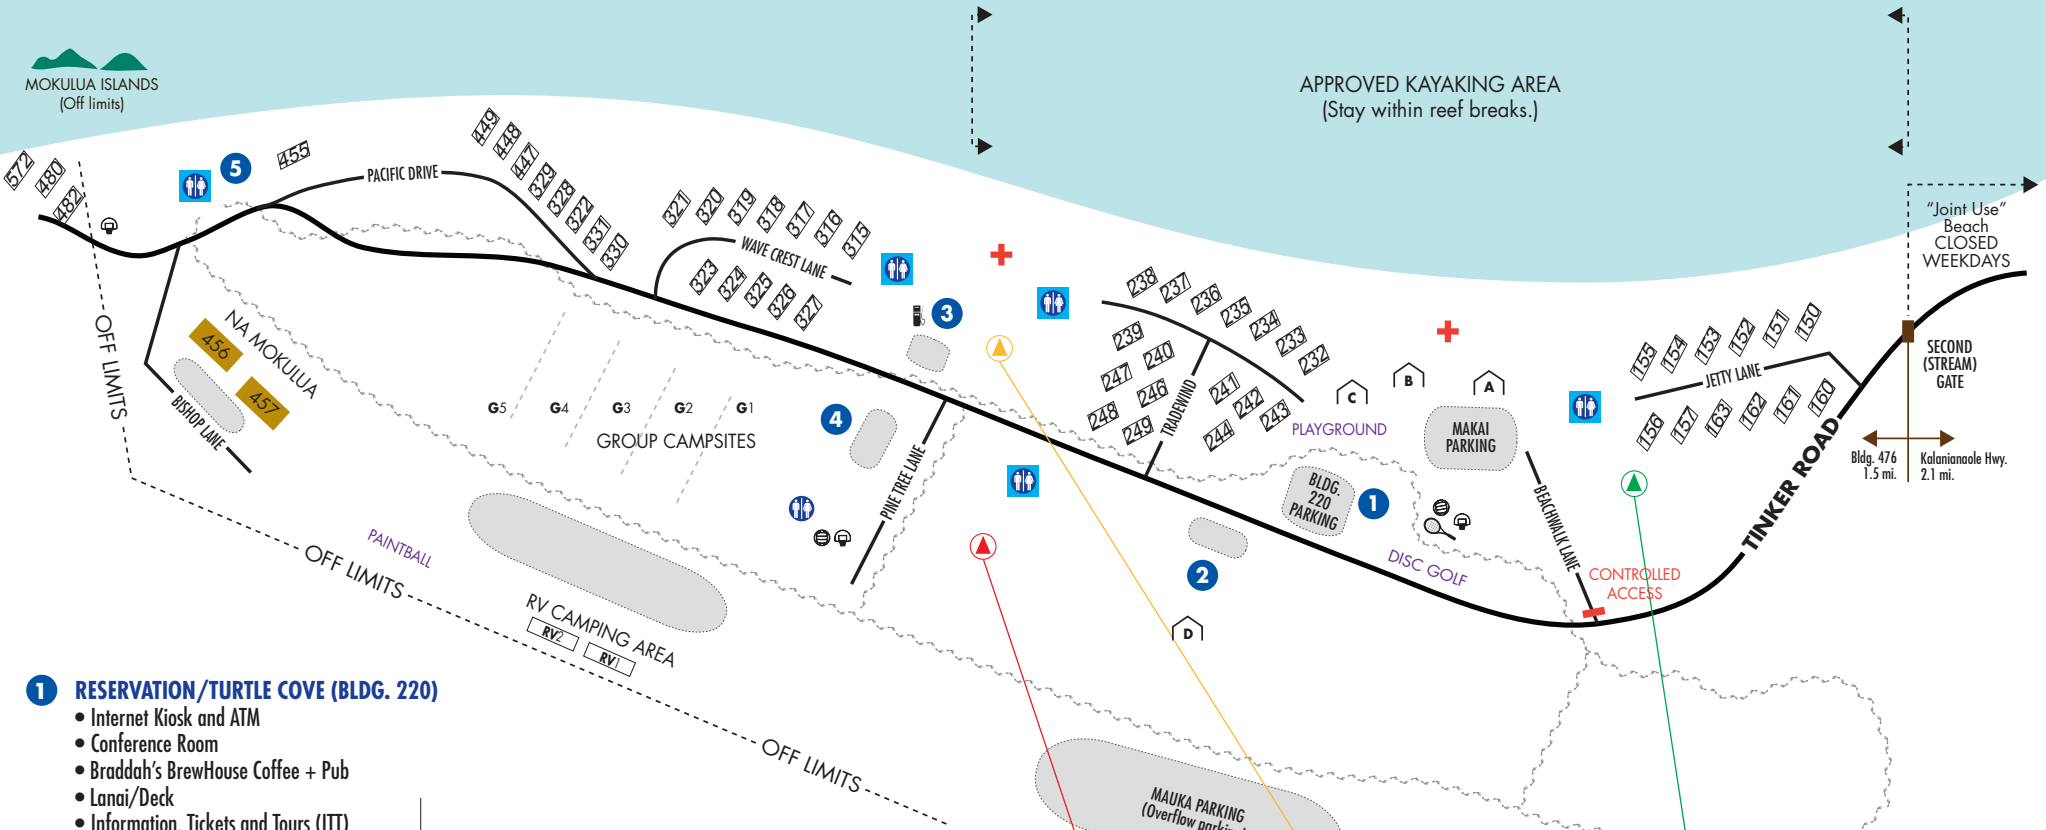 MOKULUA ISLANDS
(Off limits)
APPROVED KAYAKING AREA
(Stay within reef breaks.)
"Joint Use"
Beach
CLOSED
WEEKDAYS
572
480
482
5
455
PACIFIC DRIVE
449
448
447
329
328
322
331
330
321
320
319
318
317
316
315
WAVE CREST LANE
323
324
325
326
327
3
238
237
236
235
234
233
232
239
240
247
246
248
249
241
242
243
244
TRADEWIND
C
B
A
PLAYGROUND
MAKAI
PARKING
155
154
153
152
151
150
JETTY LANE
156
157
163
162
161
160
SECOND
(STREAM)
GATE
Bldg. 476
1.5 mi.
Kalanianaole Hwy.
2.1 mi.
OFF LIMITS
NA MOKULUA
456
457
BISHOP LANE
G5
G4
G3
G2
G1
GROUP CAMPSITES
4
PINE TREE LANE
BLDG.
220
PARKING
1
BEACHWALK LANE
TINKER ROAD
DISC GOLF
CONTROLLED
ACCESS
2
D
PAINTBALL
OFF LIMITS
RV CAMPING AREA
RV2
RV1
OFF LIMITS
MAUKA PARKING
(Overflow parking)
1 RESERVATION/TURTLE COVE (BLDG. 220)
• Internet Kiosk and ATM
• Conference Room
• Braddah's BrewHouse Coffee + Pub
• Lanai/Deck
• Information, Tickets and Tours (ITT)